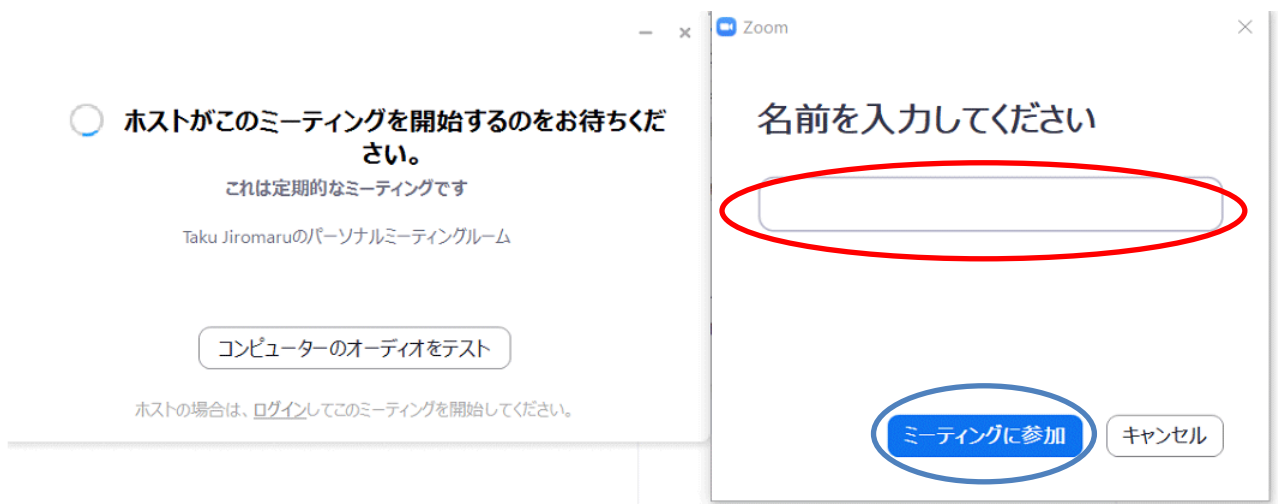 ホストがこのミーティングを開始するのをお待ちくだ
さい。
これは定期的なミーティングです
Taku Jiromaruのパーソナルミーティングルーム
コンピューターのオーディオをテスト
ホストの場合は、ログインしてこのミーティングを開始してください。
Zoom
名前を入力してください
ミーティングに参加
キャンセル